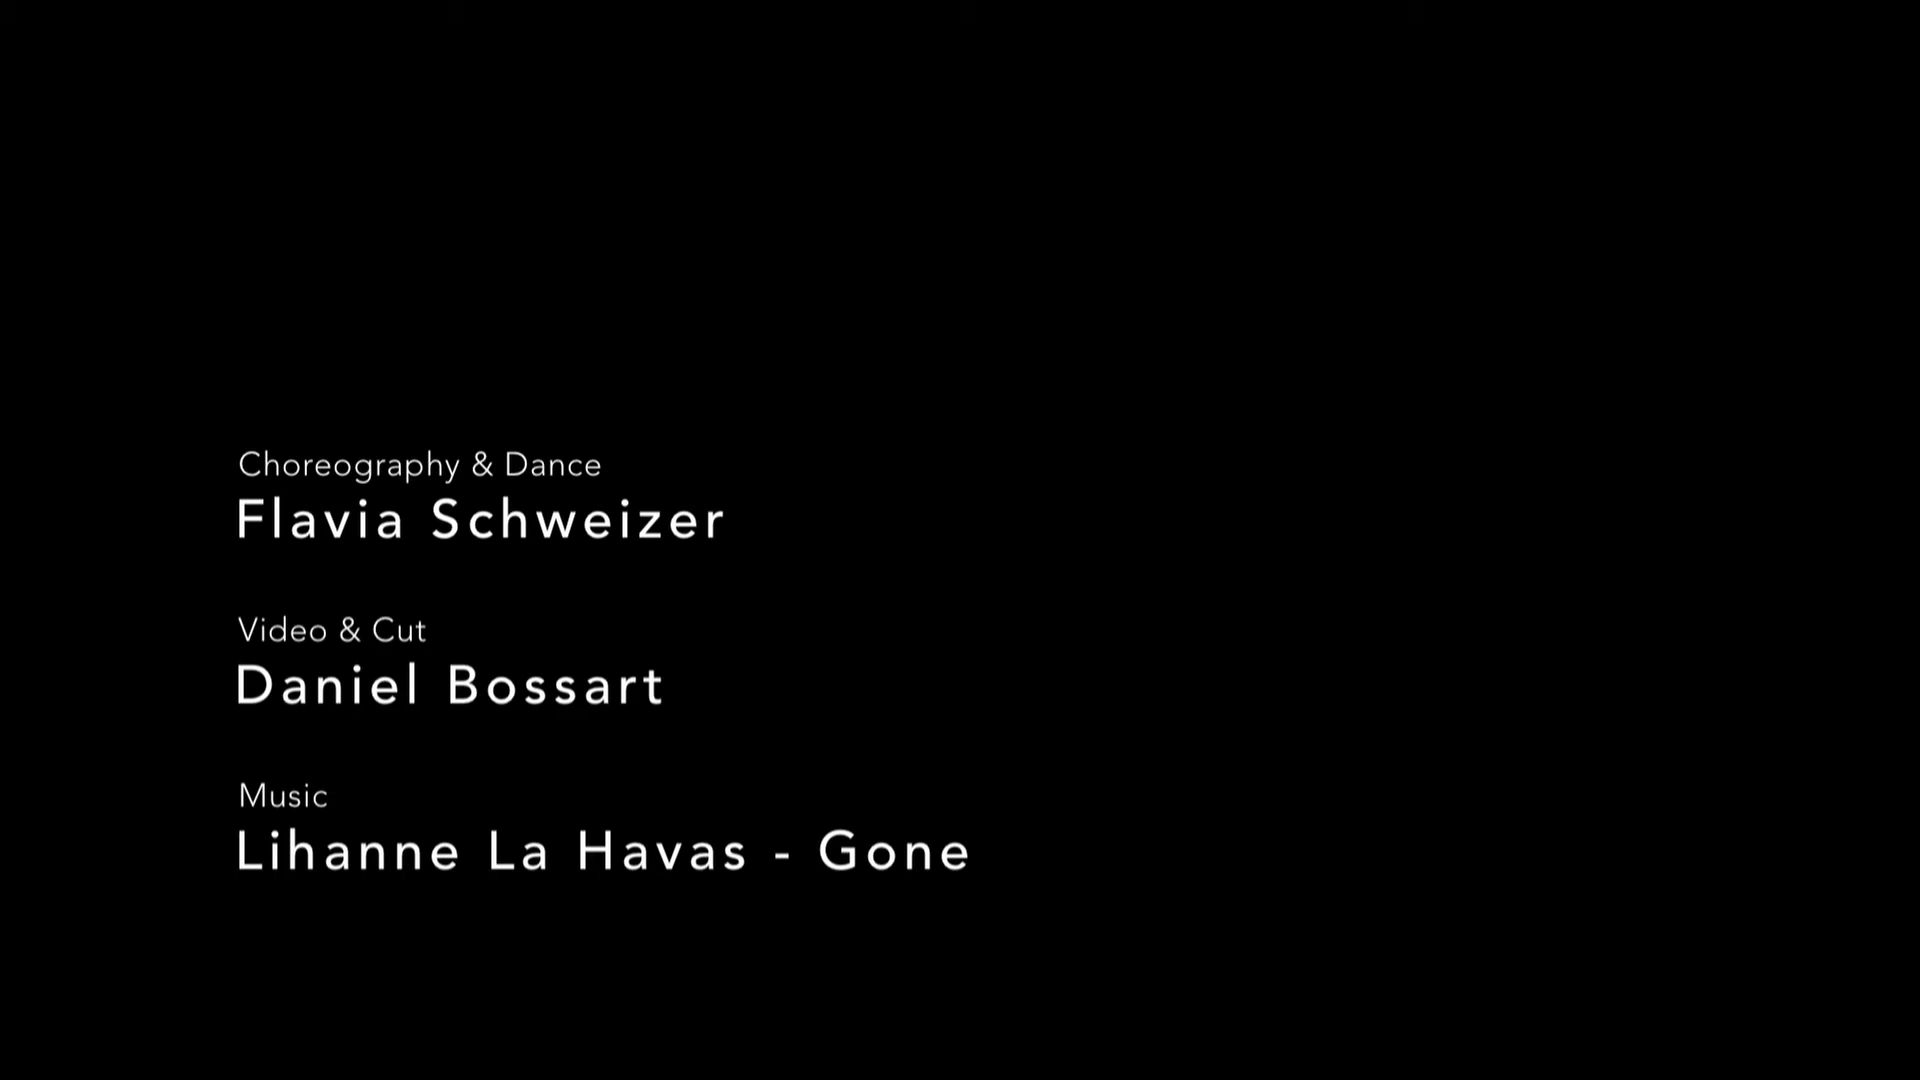 Choreography & Dance
Flavia Schweizer
Video & Cut
Daniel Bossart
Music
Lihanne La Havas - Gone